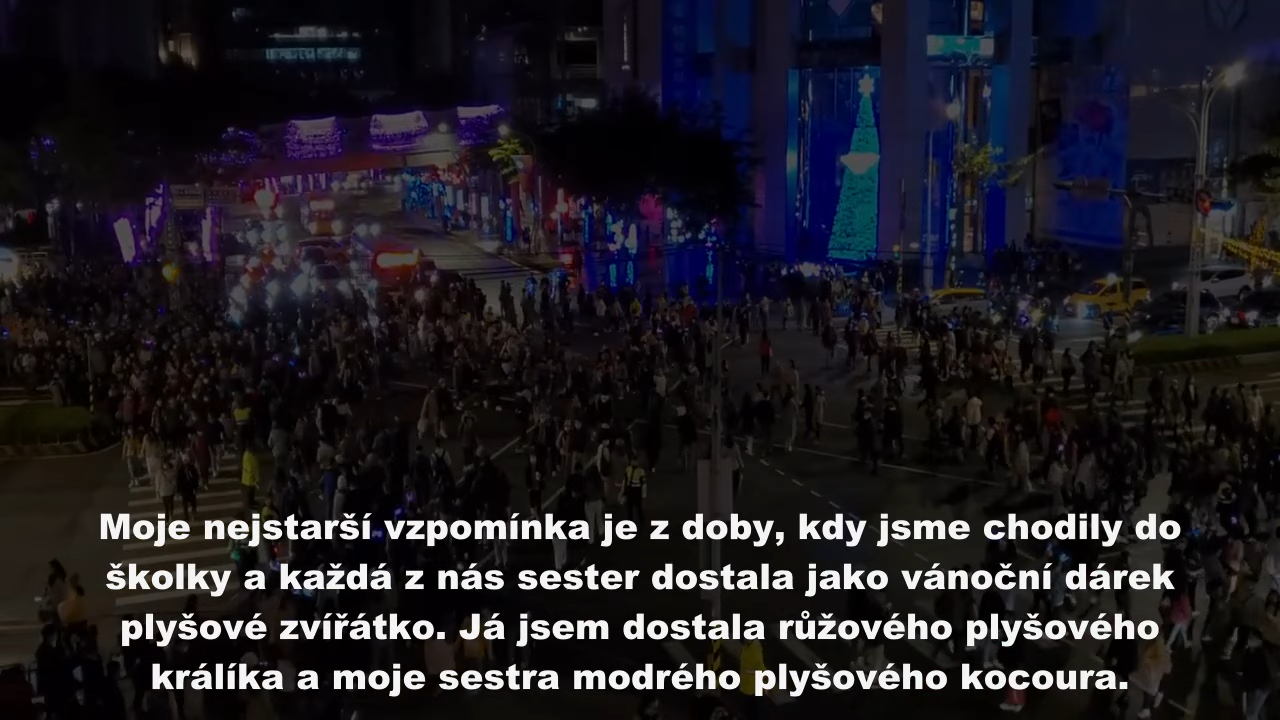 Moje nejstarší vzpomínka je z doby, kdy jsme chodily do
školky a každá z nás sester dostala jako vánoční dárek
plyšové zvířátko. Já jsem dostala růžového plyšového
králíka a moje sestra modrého plyšového kocoura.